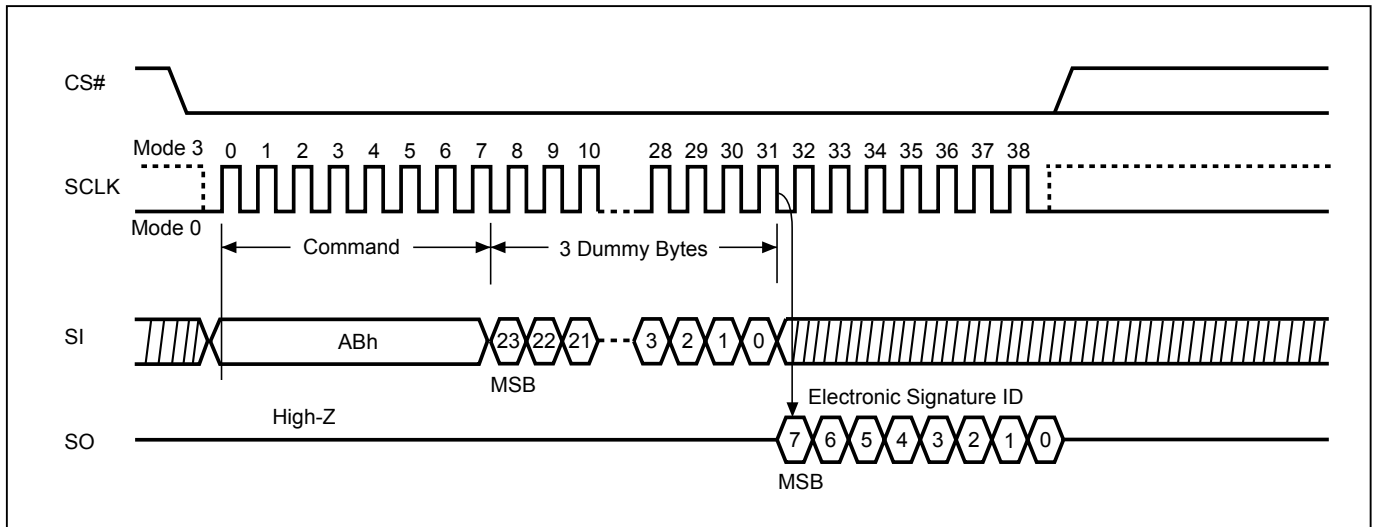 CS#
Mode 3 0 1 2 3 4 5 6 7 8 9 10 28 29 30 31 32 33 34 35 36 37 38
SCLK
Mode 0
Command 3 Dummy Bytes
SI ABh 23 22 21 3 2 1 0
MSB
Electronic Signature ID
High-Z
SO 7 6 5 4 3 2 1 0
MSB